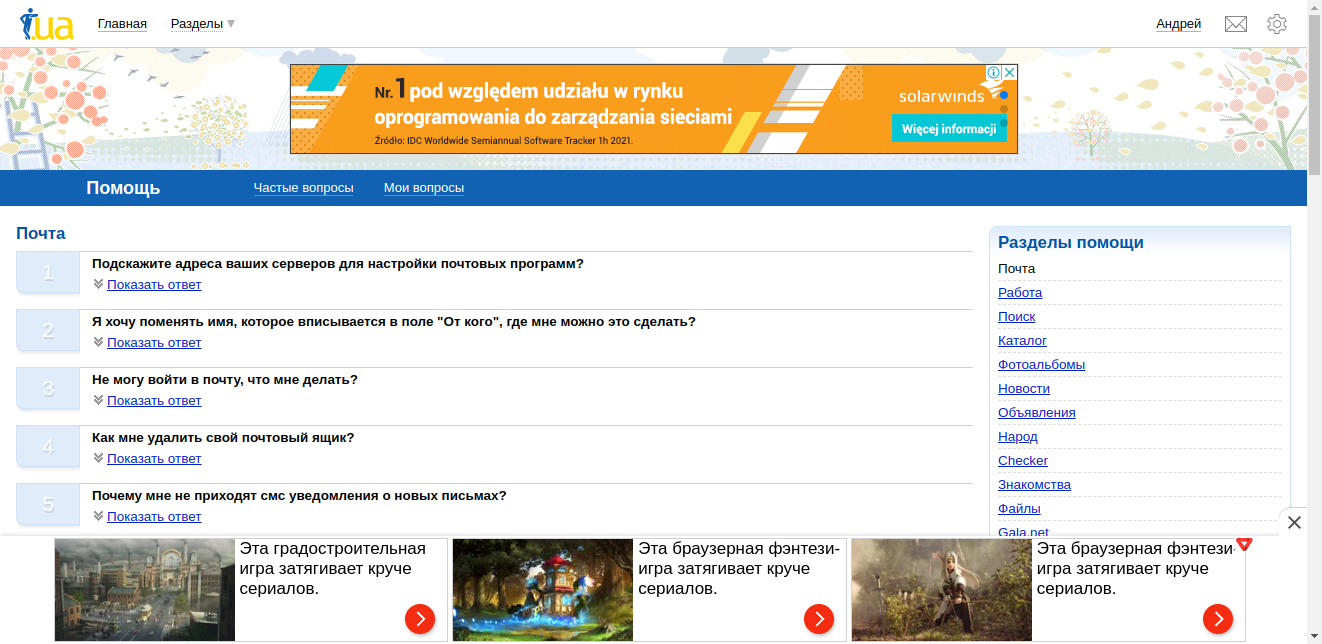 .ua
Главная
Разделы
Андрей
Nr. 1 pod względem udziału w rynku
oprogramowania do zarządzania sieciami
Źródło: IDC Worldwide Semiannual Software Tracker 1h 2021.
solarwinds
Więcej informacji
Помощь
Частые вопросы
Мои вопросы
Почта
1
Подскажите адреса ваших серверов для настройки почтовых программ?
Показать ответ
2
Я хочу поменять имя, которое вписывается в поле "От кого", где мне можно это сделать?
Показать ответ
3
Не могу войти в почту, что мне делать?
Показать ответ
4
Как мне удалить свой почтовый ящик?
Показать ответ
5
Почему мне не приходят смс уведомления о новых письмах?
Показать ответ
Разделы помощи
Почта
Работа
Поиск
Каталог
Фотоальбомы
Новости
Объявления
Народ
Checker
Знакомства
Файлы
Gala.net
Эта градостроительная
игра затягивает круче
сериалов.
Эта браузерная фэнтези-
игра затягивает круче
сериалов.
Эта браузерная фэнтези-
игра затягивает круче
сериалов.